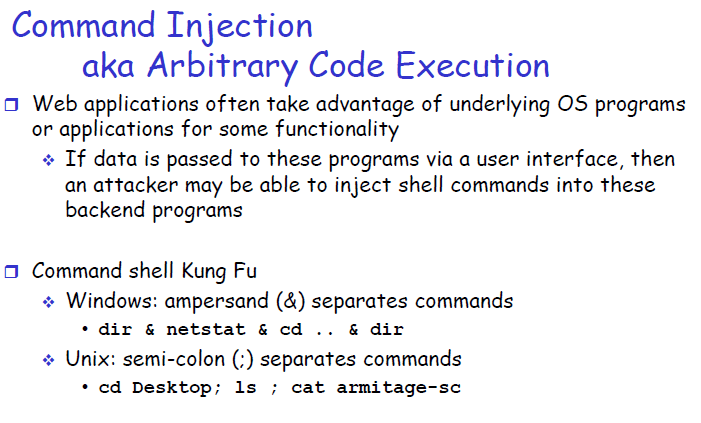 Command Injection
aka Arbitrary Code Execution
Web applications often take advantage of underlying OS programs
or applications for some functionality
If data is passed to these programs via a user interface, then
an attacker may be able to inject shell commands into these
backend programs
Command shell Kung Fu
Windows: ampersand (&) separates commands
• dir & netstat & cd .. & dir
Unix: semi-colon (;) separates commands
• cd Desktop; ls ; cat armitage-sc